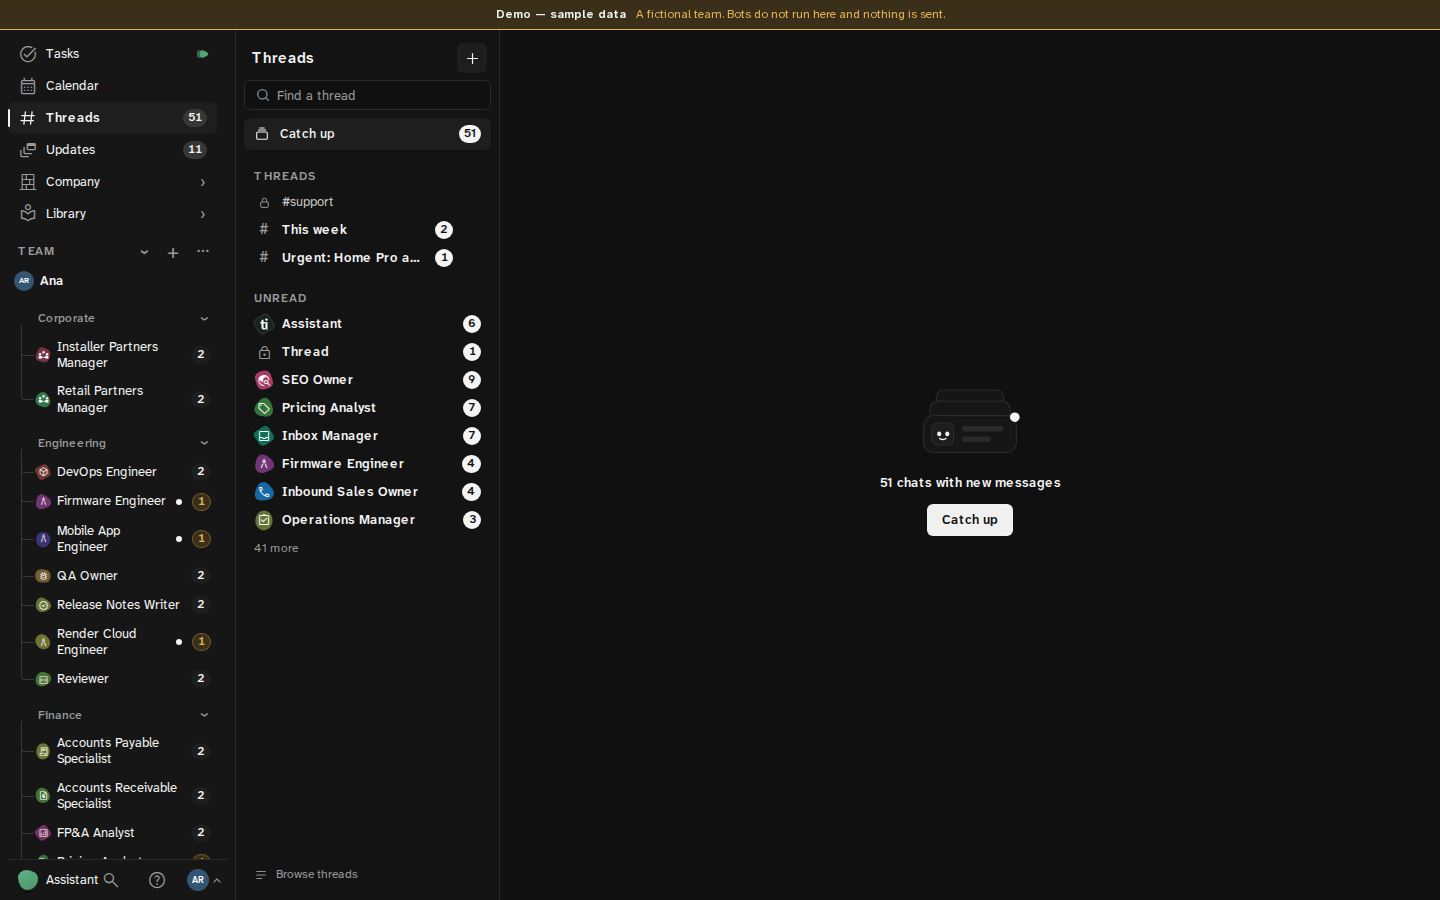 Demo — sample data A fictional team. Bots do not run here and nothing is sent.
Tasks
Calendar
Threads 51
Updates 11
Company
Library
TEAM
AR Ana
Corporate
Installer Partners
Manager 2
Retail Partners
Manager 2
Engineering
DevOps Engineer 2
Firmware Engineer 1
Mobile App
Engineer 1
QA Owner 2
Release Notes Writer 2
Render Cloud
Engineer 1
Reviewer 2
Finance
Accounts Payable
Specialist 2
Accounts Receivable
Specialist 2
FP&A Analyst 2
Assistant
AR
Threads
Find a thread
Catch up 51
THREADS
#support
# This week 2
# Urgent: Home Pro a... 1
UNREAD
ti Assistant 6
Thread 1
SEO Owner 9
Pricing Analyst 7
Inbox Manager 7
Firmware Engineer 4
Inbound Sales Owner 4
Operations Manager 3
41 more
Browse threads
51 chats with new messages
Catch up